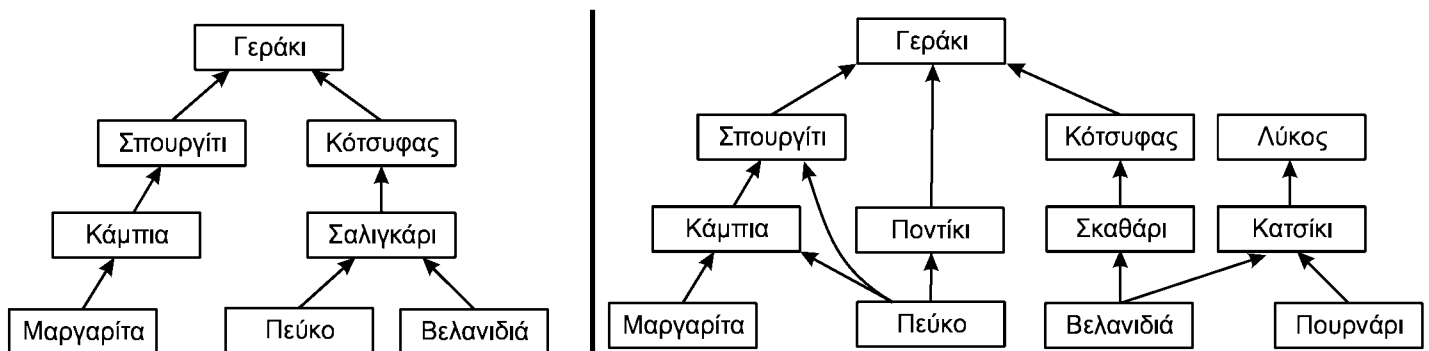 Γεράκι
Σπουργίτι Κότσυφας
Κάμπια Σαλιγκάρι
Μαργαρίτα Πεύκο Βελανιδιά
Γεράκι
Σπουργίτι Κότσυφας Λύκος
Κάμπια Ποντίκι Σκαθάρι Κατσίκι
Μαργαρίτα Πεύκο Βελανιδιά Πουρνάρι